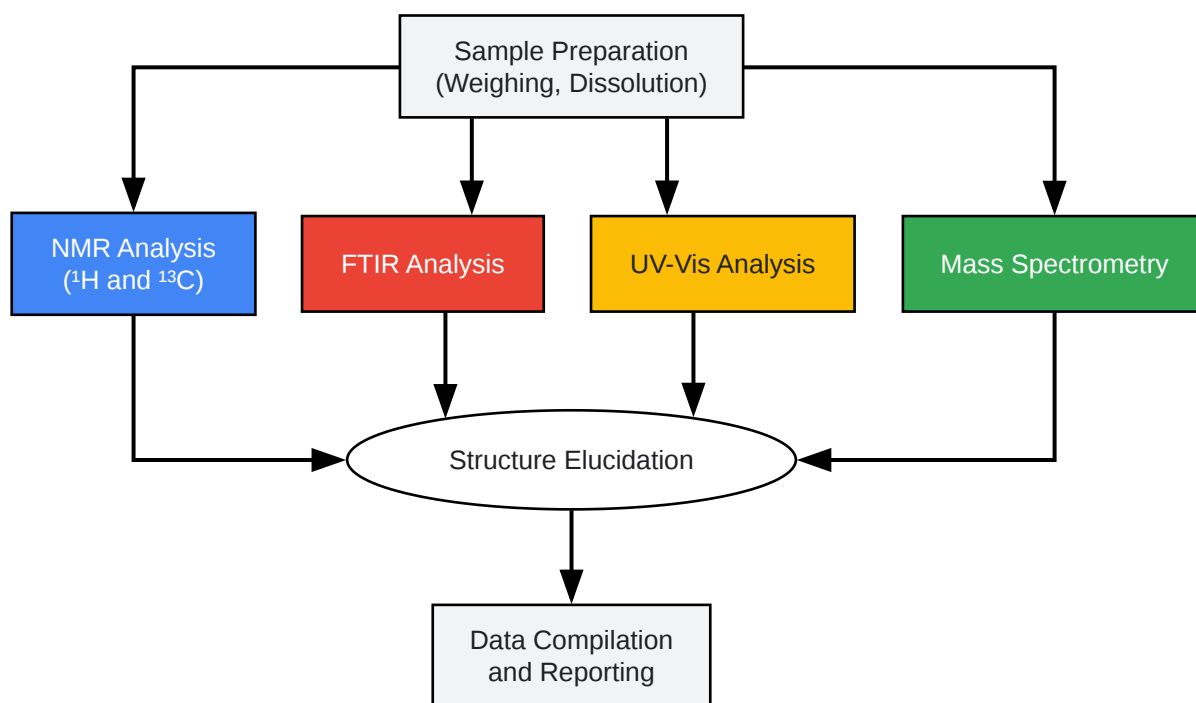 Sample Preparation
(Weighing, Dissolution)
NMR Analysis
(¹H and ¹³C)
FTIR Analysis
UV-Vis Analysis
Mass Spectrometry
Structure Elucidation
Data Compilation
and Reporting